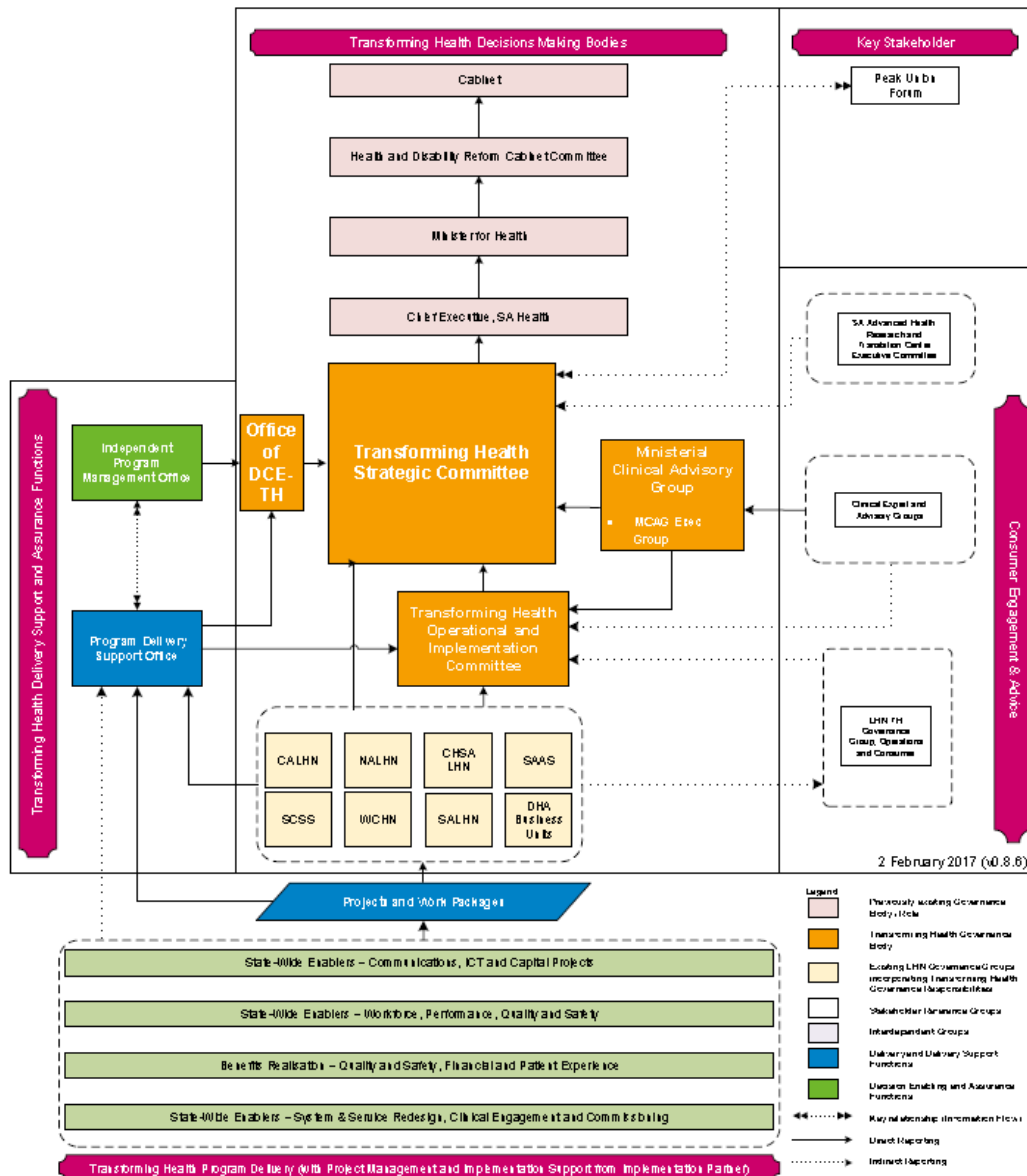 Transforming Health Decisions Making Bodies
Key Stakeholder
Cabinet
Peak Union
Forum
Health and Disability Reform Cabinet Committee
Minister for Health
Chief Executive, SA Health
SA Advanced Health
Research and
Translation Center
Executive Committee
Transforming Health Delivery Support and Assurance Functions
Independent
Program
Management Office
Office
of
DCE-
TH
Transforming Health
Strategic Committee
Ministerial
Clinical Advisory
Group
• MCAG Exec
Group
Clinical Expert and
Advisory Groups
Consumer Engagement & Advice
Program Delivery
Support Office
Transforming Health
Operational and
Implementation
Committee
LHN TH
Governance
Group, Operations
and Consumer
CALHN
NALHN
CHSA
LHN
SAAS
SCSS
WCHN
SALHN
DHA
Business
Units
2 February 2017 (v0.8.6)
Projects and Work Packages
State-Wide Enablers – Communications, ICT and Capital Projects
State-Wide Enablers – Workforce, Performance, Quality and Safety
Benefits Realisation – Quality and Safety, Financial and Patient Experience
State-Wide Enablers – System & Service Redesign, Clinical Engagement and Commissioning
Transforming Health Program Delivery (with Project Management and Implementation Support from Implementation Partner)
Legend
Previously existing Governance
Body / Role
Transforming Health Governance
Body
Existing LHN Governance Groups
incorporating Transforming Health
Governance Responsibilities
Stakeholder Reference Groups
Interdependent Groups
Delivery and Delivery Support
Functions
Decision Enabling and Assurance
Functions
Key relationship (Information Flow)
Direct Reporting
Indirect Reporting